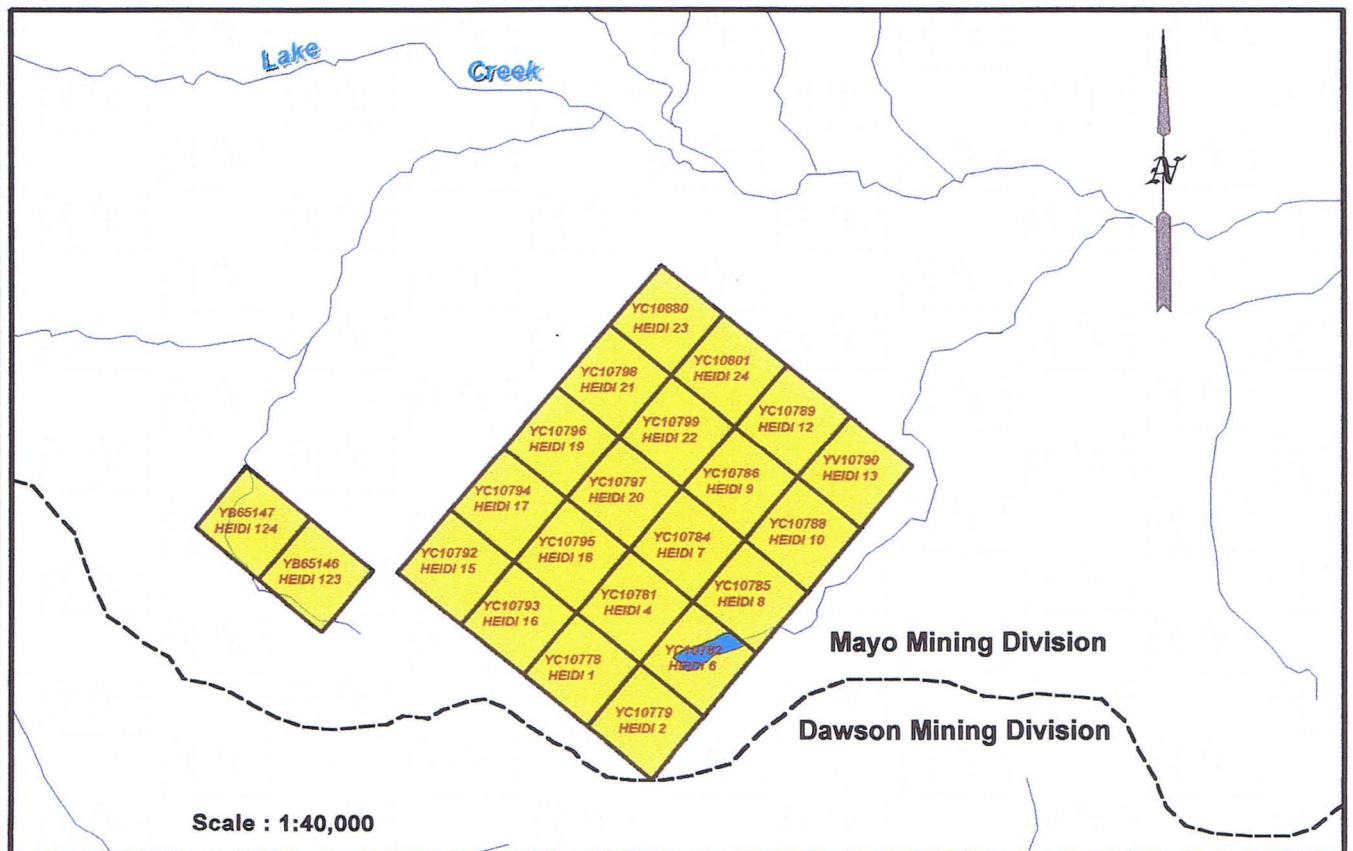 Lake Creek
N
YC10880
HEIDI 23
YC10801
HEIDI 24
YC10798
HEIDI 21
YC10789
HEIDI 12
YC10799
HEIDI 22
YC10796
HEIDI 19
YV10790
HEIDI 13
YC10786
HEIDI 9
YC10797
HEIDI 20
YC10794
HEIDI 17
YC10788
HEIDI 10
YC10784
HEIDI 7
YC10795
HEIDI 18
YC10792
HEIDI 15
YB65147
HEIDI 124
YB65146
HEIDI 123
YC10785
HEIDI 8
YC10781
HEIDI 4
YC10793
HEIDI 16
YC10782
HEIDI 6
YC10778
HEIDI 1
YC10779
HEIDI 2
Mayo Mining Division
Dawson Mining Division
Scale : 1:40,000